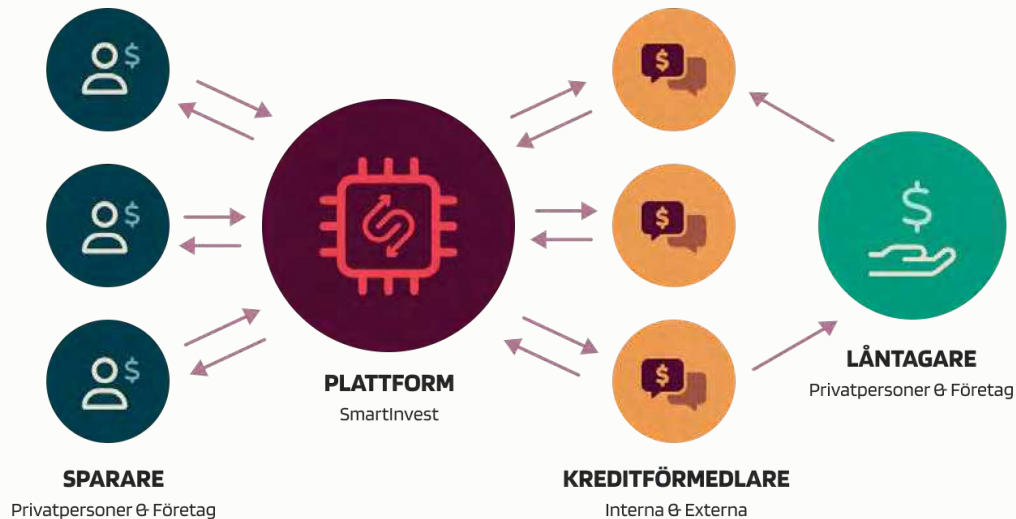 $
$
$
$
$
$
$
PLATTFORM
SmartInvest
LÅNTAGARE
Privatpersoner & Företag
SPARARE
Privatpersoner & Företag
KREDITFÖRMEDLARE
Interna & Externa